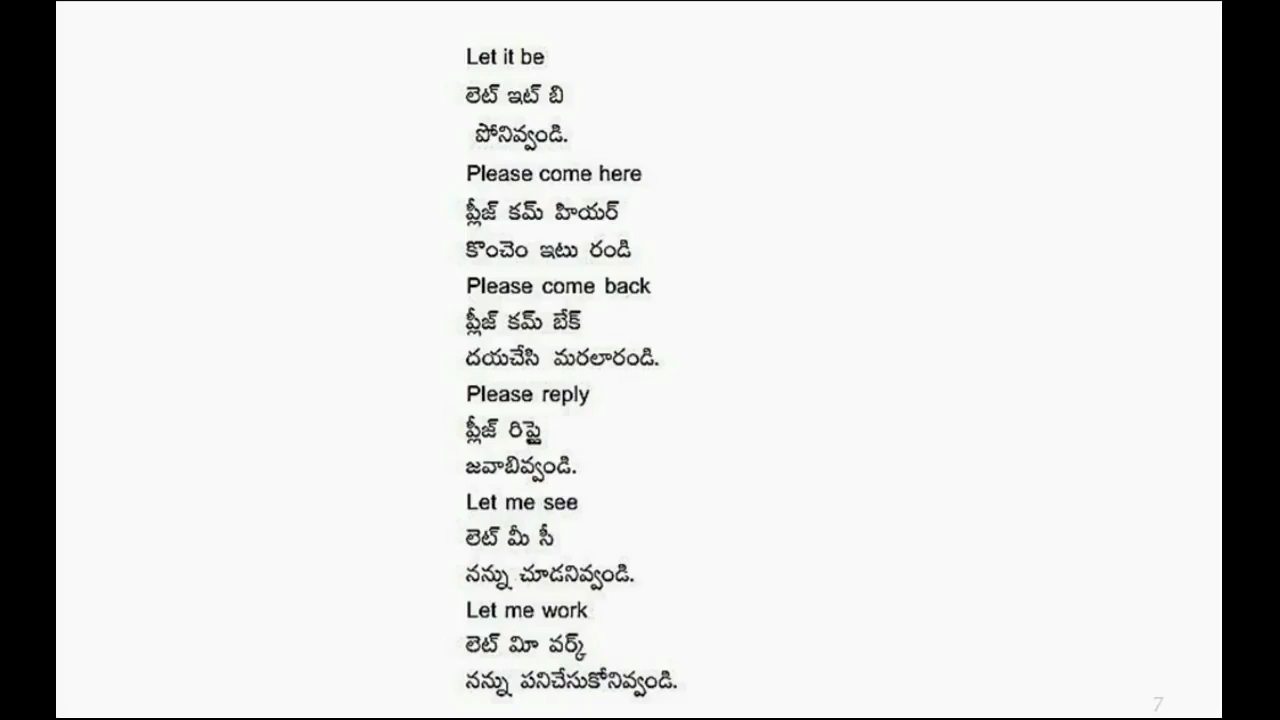 Let it be
లెట్ ఇట్ బి
పోనివ్వండి.
Please come here
ప్లీజ్ కమ్ హియర్
కొంచెం ఇటు రండి
Please come back
ప్లీజ్ కమ్ బేక్
దయచేసి మరలారండి.
Please reply
ప్లీజ్ రిప్లై
జవాబివ్వండి.
Let me see
లెట్ మీ సీ
నన్ను చూడనివ్వండి.
Let me work
లెట్ మీ వర్క్
నన్ను పనిచేసుకోనివ్వండి.
7